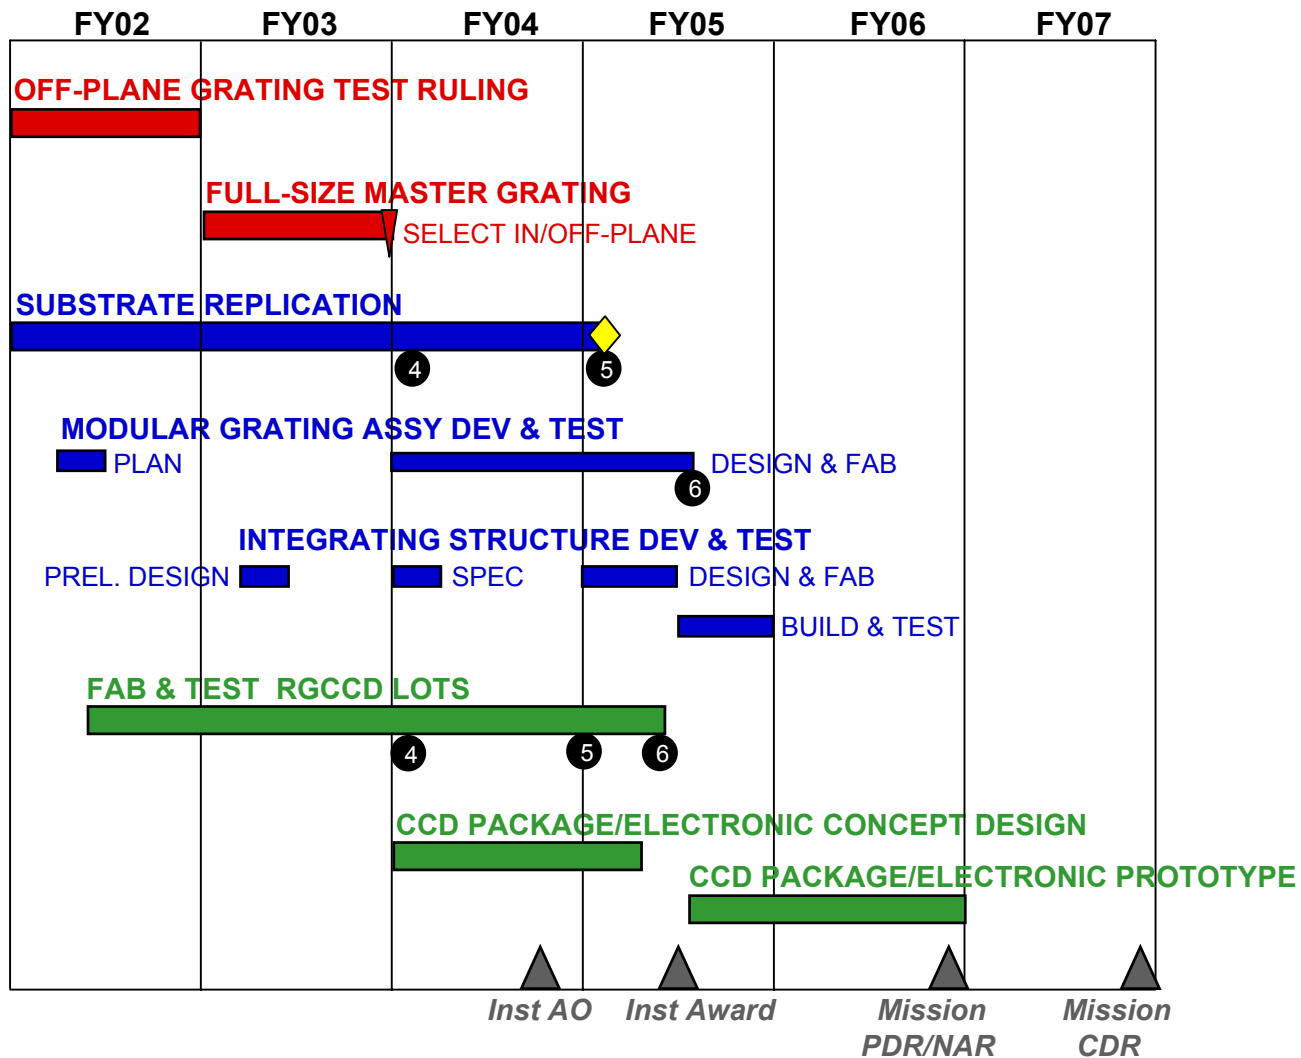 FY02 FY03 FY04 FY05 FY06 FY07
OFF-PLANE GRATING TEST RULING
FULL-SIZE MASTER GRATING
SELECT IN/OFF-PLANE
SUBSTRATE REPLICATION
4 5
MODULAR GRATING ASSY DEV & TEST
PLAN DESIGN & FAB
6
INTEGRATING STRUCTURE DEV & TEST
PREL. DESIGN SPEC DESIGN & FAB
BUILD & TEST
FAB & TEST RGCCD LOTS
4 5 6
CCD PACKAGE/ELECTRONIC CONCEPT DESIGN
CCD PACKAGE/ELECTRONIC PROTOTYPE
Inst AO Inst Award Mission Mission
PDR/NAR CDR